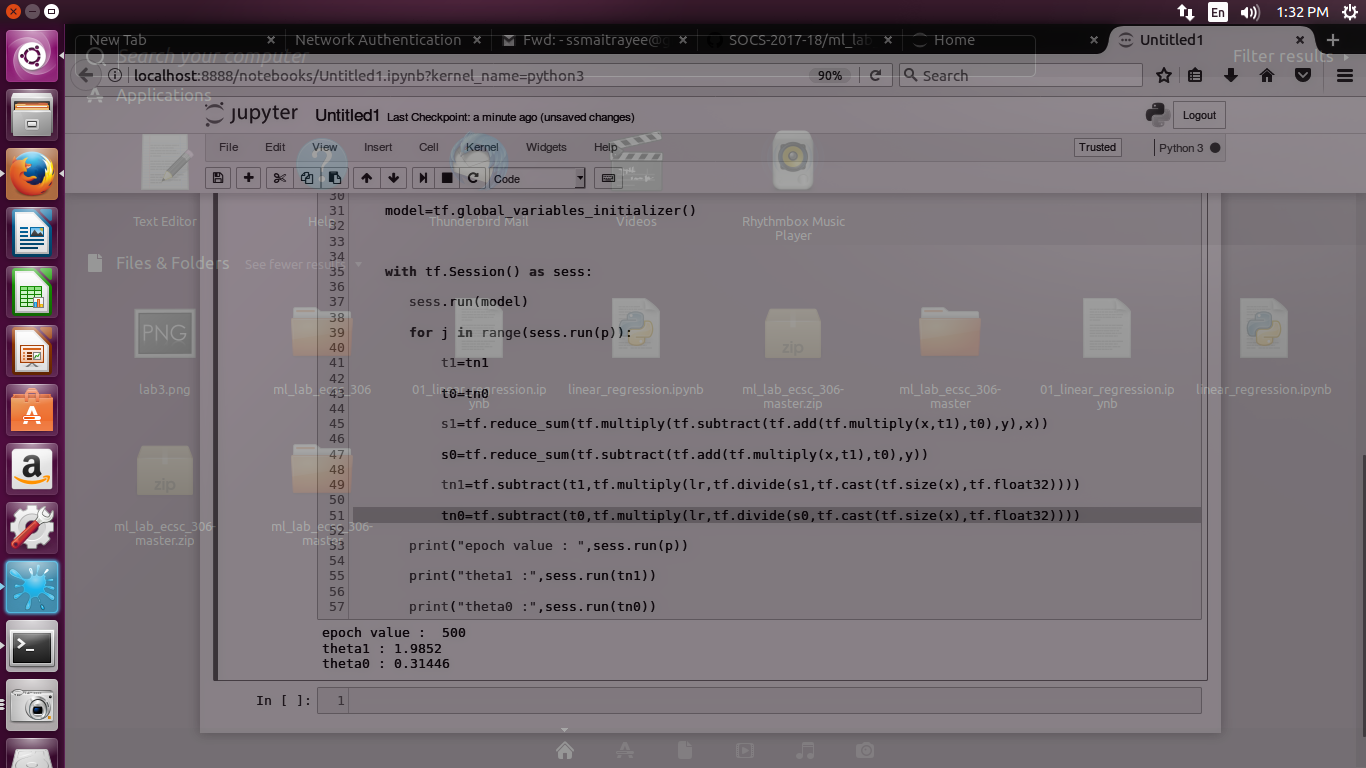 En 1:32 PM
New Tab Network Authentication Fwd: - ssmaitrayee@g SOCS-2017-18/ml_lab Home Untitled1
Search your computer Filter results
localhost:8888/notebooks/Untitled1.ipynb?kernel_name=python3 90% Search
Applications
jupyter Untitled1 Last Checkpoint: a minute ago (unsaved changes) Logout
File Edit View Insert Cell Kernel Widgets Help Trusted Python 3
Code
Text Editor Help Thunderbird Mail Videos Rhythmbox Music Player
Files & Folders See fewer results
30
31 model=tf.global_variables_initializer()
32
33
34
35 with tf.Session() as sess:
36
37 sess.run(model)
38
39 for j in range(sess.run(p)):
40
41 t1=tn1
42
43 t0=tn0
44
45 s1=tf.reduce_sum(tf.multiply(tf.subtract(tf.add(tf.multiply(x,t1),t0),y),x))
46
47 s0=tf.reduce_sum(tf.subtract(tf.add(tf.multiply(x,t1),t0),y))
48
49 tn1=tf.subtract(t1,tf.multiply(lr,tf.divide(s1,tf.cast(tf.size(x),tf.float32))))
50
51 tn0=tf.subtract(t0,tf.multiply(lr,tf.divide(s0,tf.cast(tf.size(x),tf.float32))))
52
53 print("epoch value : ",sess.run(p))
54
55 print("theta1 :",sess.run(tn1))
56
57 print("theta0 :",sess.run(tn0))
PNG zip
lab3.png ml_lab_ecsc_306 01_linear_regression.ipynb linear_regression.ipynb ml_lab_ecsc_306-master.zip ml_lab_ecsc_306-master 01_linear_regression.ipynb linear_regression.ipynb
zip
ml_lab_ecsc_306-master.zip ml_lab_ecsc_306-master
epoch value :  500
theta1 : 1.9852
theta0 : 0.31446
In [ ]: 1